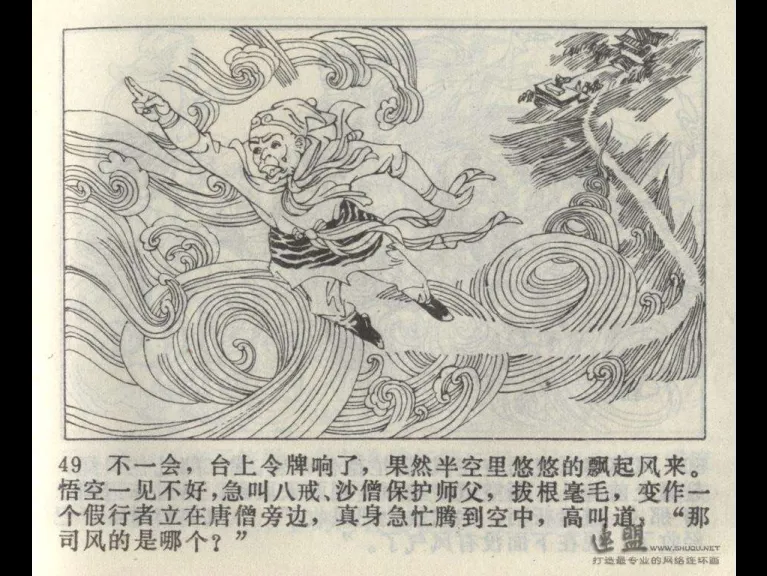 49 不一会，台上令牌响了，果然半空里悠悠的飘起风来。
悟空一见不好，急叫八戒、沙僧保护师父，拔根毫毛，变作一
个假行者立在唐僧旁边，真身急忙腾到空中，高叫道，“那
司风的是哪个？”
连盟 WWW.SHUQU.NET
打造最专业的网络连环画